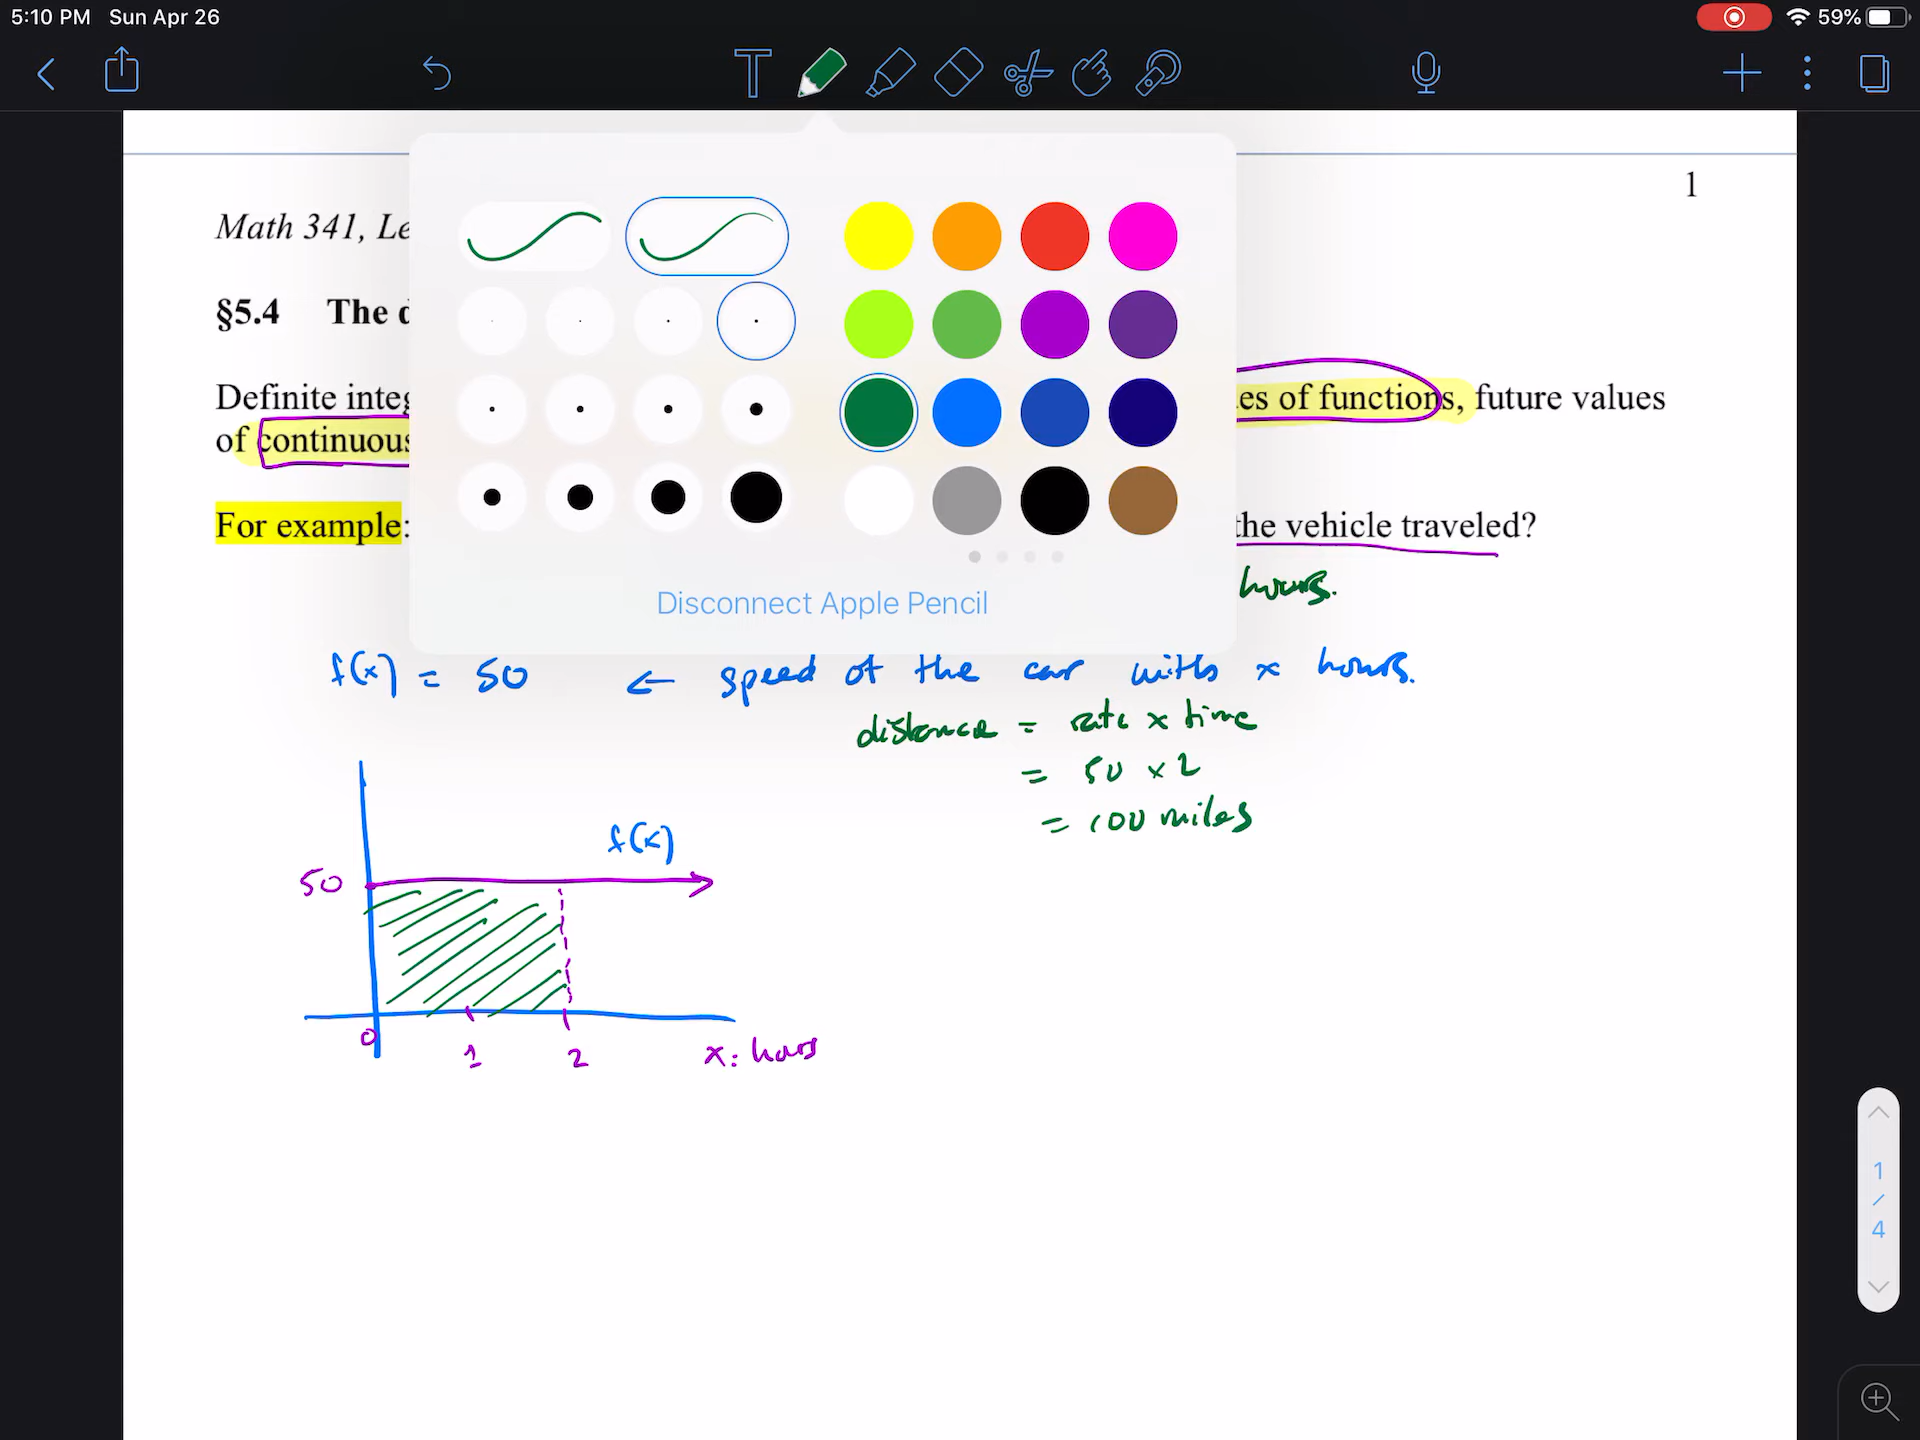 5:10 PM Sun Apr 26
59%
T
1
Math 341, Le
§5.4 The d
Definite integ
es of functions, future values
of continuous
For example:
the vehicle traveled?
Disconnect Apple Pencil
hours.
f(x) = 50 ← speed of the car with x hours.
distance = rate x time
= 50 x 2
= 100 miles
f(x)
50
0
1
2
x: hours
1
/
4